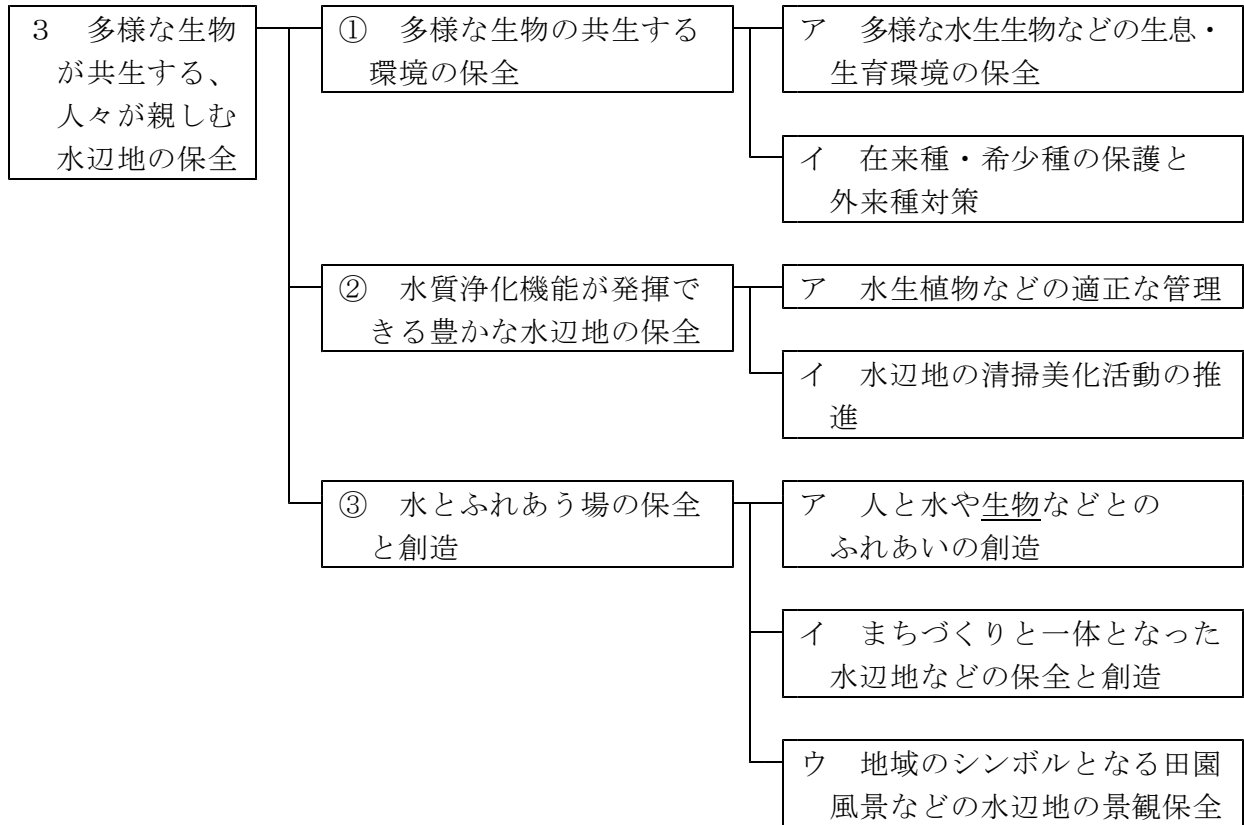 ３　多様な生物
が共生する、
人々が親しむ
水辺地の保全
①　多様な生物の共生する
環境の保全
ア　多様な水生生物などの生息・
生育環境の保全
イ　在来種・希少種の保護と
外来種対策
②　水質浄化機能が発揮で
きる豊かな水辺地の保全
ア　水生植物などの適正な管理
イ　水辺地の清掃美化活動の推
進
③　水とふれあう場の保全
と創造
ア　人と水や生物などとの
ふれあいの創造
イ　まちづくりと一体となった
水辺地などの保全と創造
ウ　地域のシンボルとなる田園
風景などの水辺地の景観保全